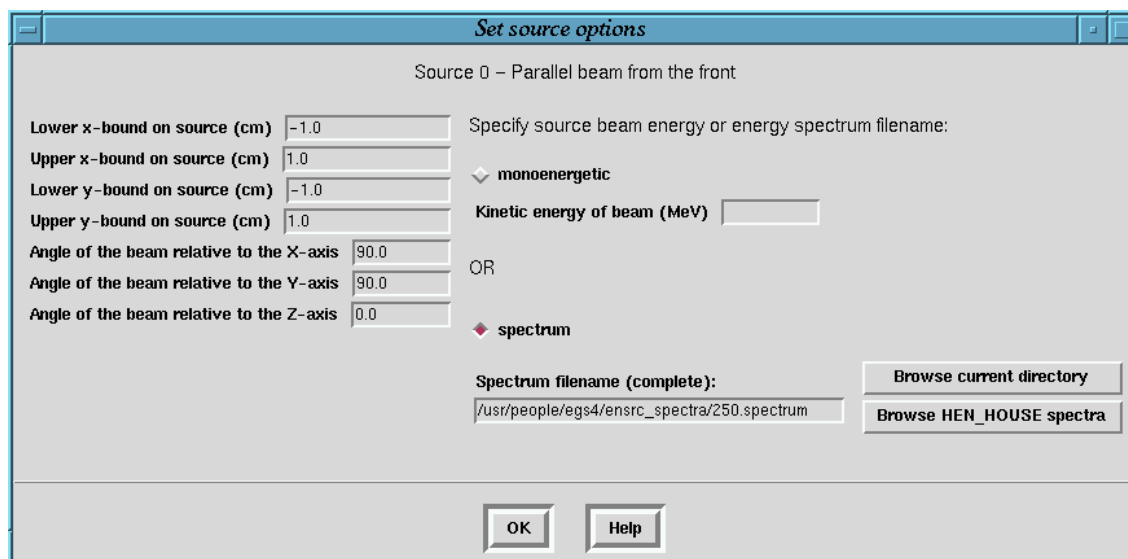 Set source options
Source 0 – Parallel beam from the front
Lower x-bound on source (cm) -1.0
Upper x-bound on source (cm) 1.0
Lower y-bound on source (cm) -1.0
Upper y-bound on source (cm) 1.0
Angle of the beam relative to the X-axis 90.0
Angle of the beam relative to the Y-axis 90.0
Angle of the beam relative to the Z-axis 0.0
Specify source beam energy or energy spectrum filename:
monoenergetic
Kinetic energy of beam (MeV)
OR
spectrum
Spectrum filename (complete):
/usr/people/egs4/ensrc_spectra/250.spectrum
Browse current directory
Browse HEN_HOUSE spectra
OK
Help